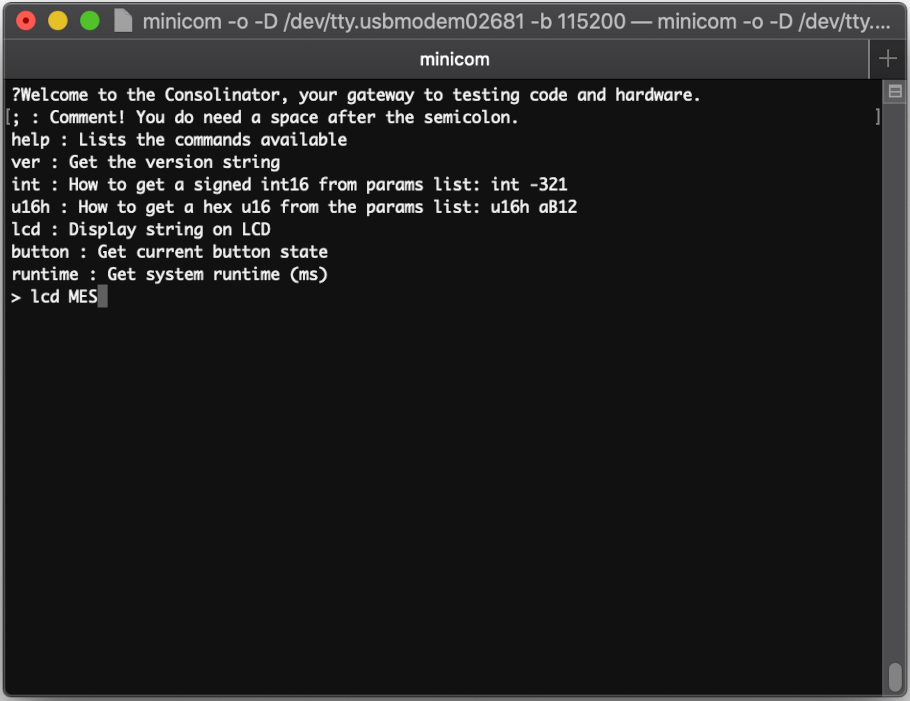 minicom -o -D /dev/tty.usbmodem02681 -b 115200 — minicom -o -D /dev/tty....
minicom
?Welcome to the Consolinator, your gateway to testing code and hardware.
[; : Comment! You do need a space after the semicolon. ]
help : Lists the commands available
ver : Get the version string
int : How to get a signed int16 from params list: int -321
u16h : How to get a hex u16 from the params list: u16h aB12
lcd : Display string on LCD
button : Get current button state
runtime : Get system runtime (ms)
> lcd MES